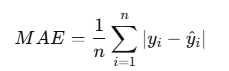 MAE = \frac{1}{n} \sum_{i=1}^{n} |y_i - \hat{y}_i|